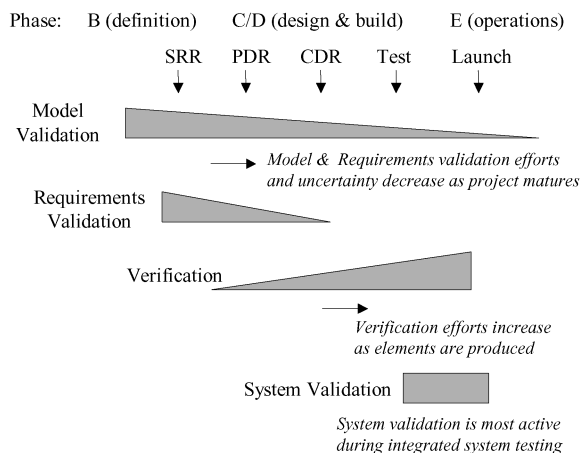 Phase: B (definition) C/D (design & build) E (operations)
SRR PDR CDR Test Launch
Model
Validation
Model & Requirements validation efforts
and uncertainty decrease as project matures
Requirements
Validation
Verification
Verification efforts increase
as elements are produced
System Validation
System validation is most active
during integrated system testing